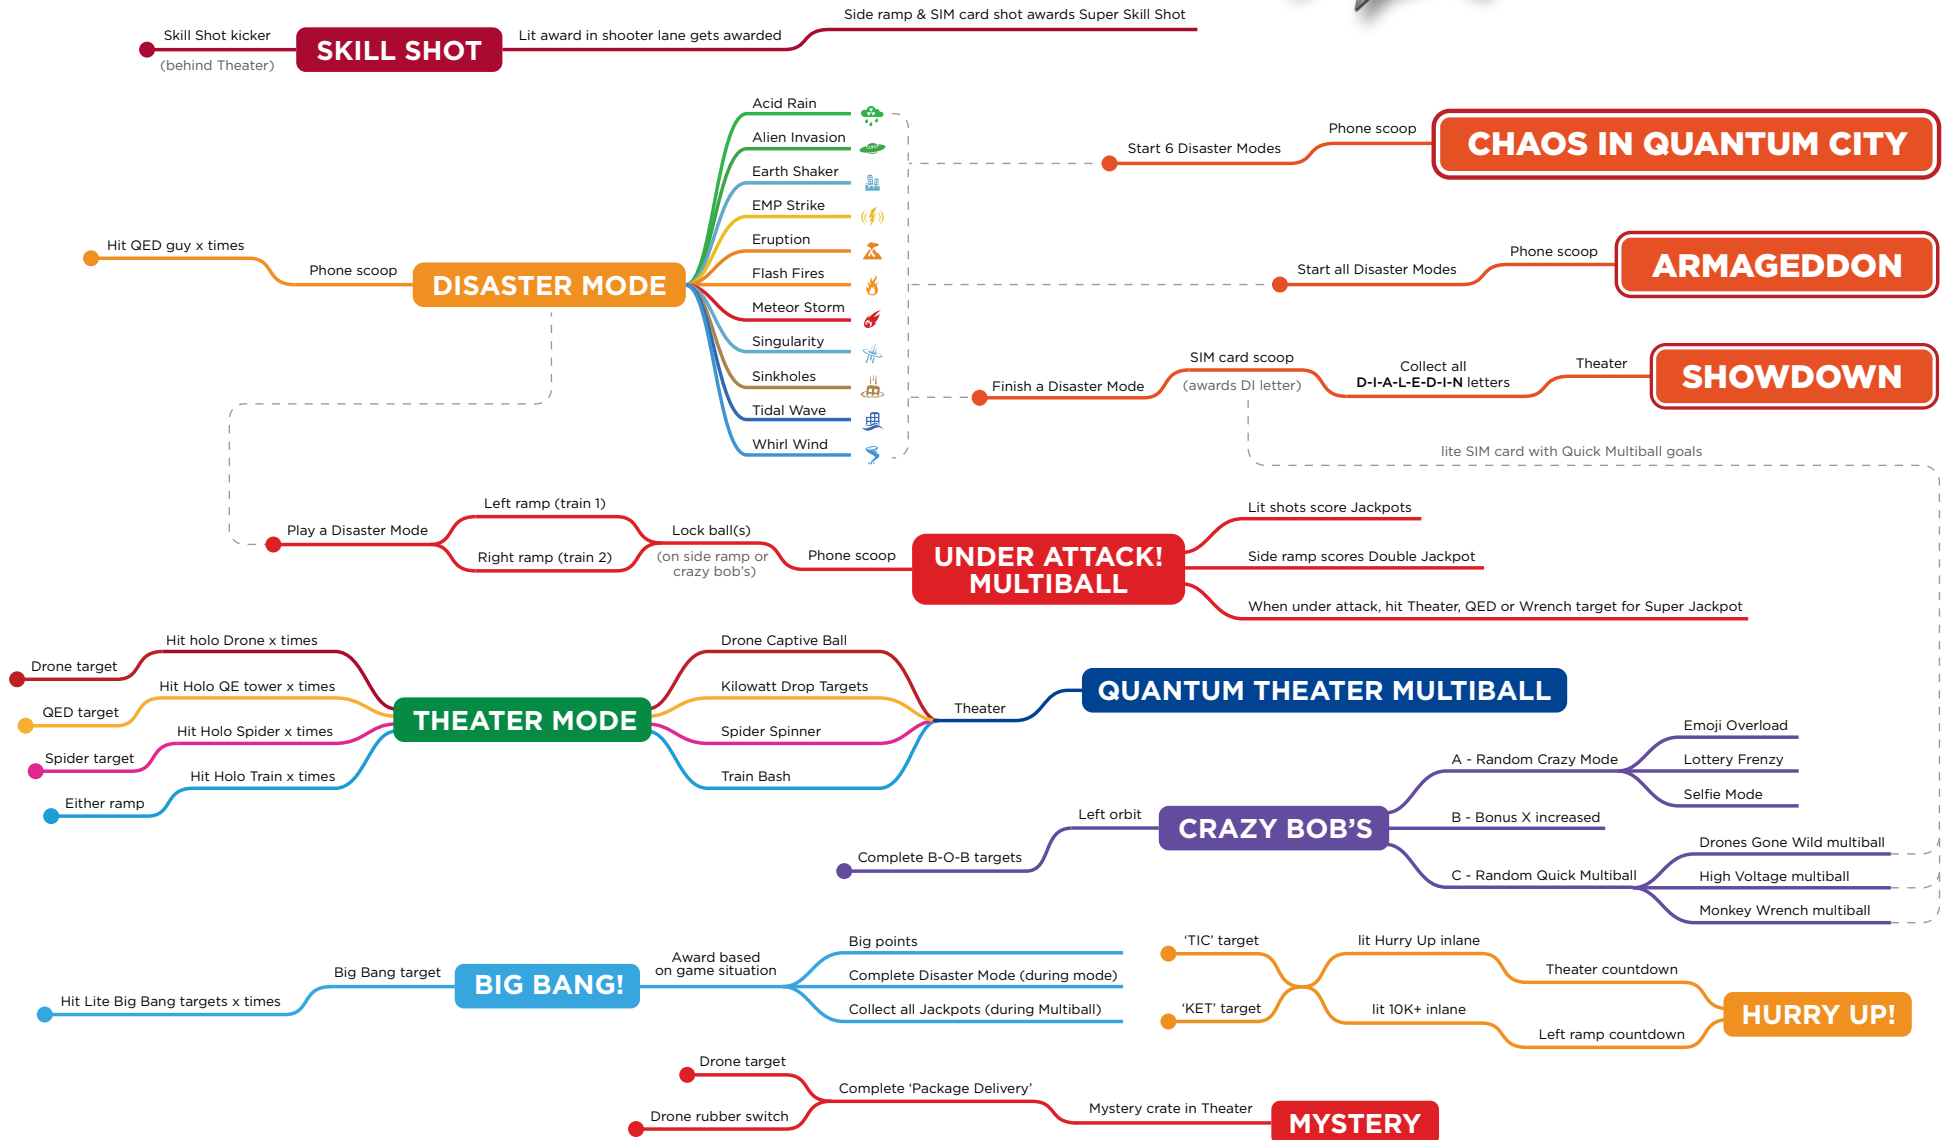 Side ramp & SIM card shot awards Super Skill Shot
Skill Shot kicker
(behind Theater)
SKILL SHOT
Lit award in shooter lane gets awarded
Hit QED guy x times
Phone scoop
DISASTER MODE
Acid Rain
Alien Invasion
Earth Shaker
EMP Strike
Eruption
Flash Fires
Meteor Storm
Singularity
Sinkholes
Tidal Wave
Whirl Wind
Start 6 Disaster Modes
Phone scoop
CHAOS IN QUANTUM CITY
Start all Disaster Modes
Phone scoop
ARMAGEDDON
Finish a Disaster Mode
SIM card scoop
(awards DI letter)
Collect all
D-I-A-L-E-D-I-N letters
Theater
SHOWDOWN
lite SIM card with Quick Multiball goals
Play a Disaster Mode
Left ramp (train 1)
Right ramp (train 2)
Lock ball(s)
(on side ramp or
crazy bob's)
Phone scoop
UNDER ATTACK!
MULTIBALL
Lit shots score Jackpots
Side ramp scores Double Jackpot
When under attack, hit Theater, QED or Wrench target for Super Jackpot
Drone target
Hit holo Drone x times
QED target
Hit Holo QE tower x times
Spider target
Hit Holo Spider x times
Either ramp
Hit Holo Train x times
THEATER MODE
Drone Captive Ball
Kilowatt Drop Targets
Spider Spinner
Train Bash
Theater
QUANTUM THEATER MULTIBALL
Complete B-O-B targets
Left orbit
CRAZY BOB'S
A - Random Crazy Mode
Emoji Overload
Lottery Frenzy
Selfie Mode
B - Bonus X increased
C - Random Quick Multiball
Drones Gone Wild multiball
High Voltage multiball
Monkey Wrench multiball
Hit Lite Big Bang targets x times
Big Bang target
BIG BANG!
Award based
on game situation
Big points
Complete Disaster Mode (during mode)
Collect all Jackpots (during Multiball)
'TIC' target
'KET' target
lit Hurry Up inlane
lit 10K+ inlane
Theater countdown
Left ramp countdown
HURRY UP!
Drone target
Drone rubber switch
Complete 'Package Delivery'
Mystery crate in Theater
MYSTERY